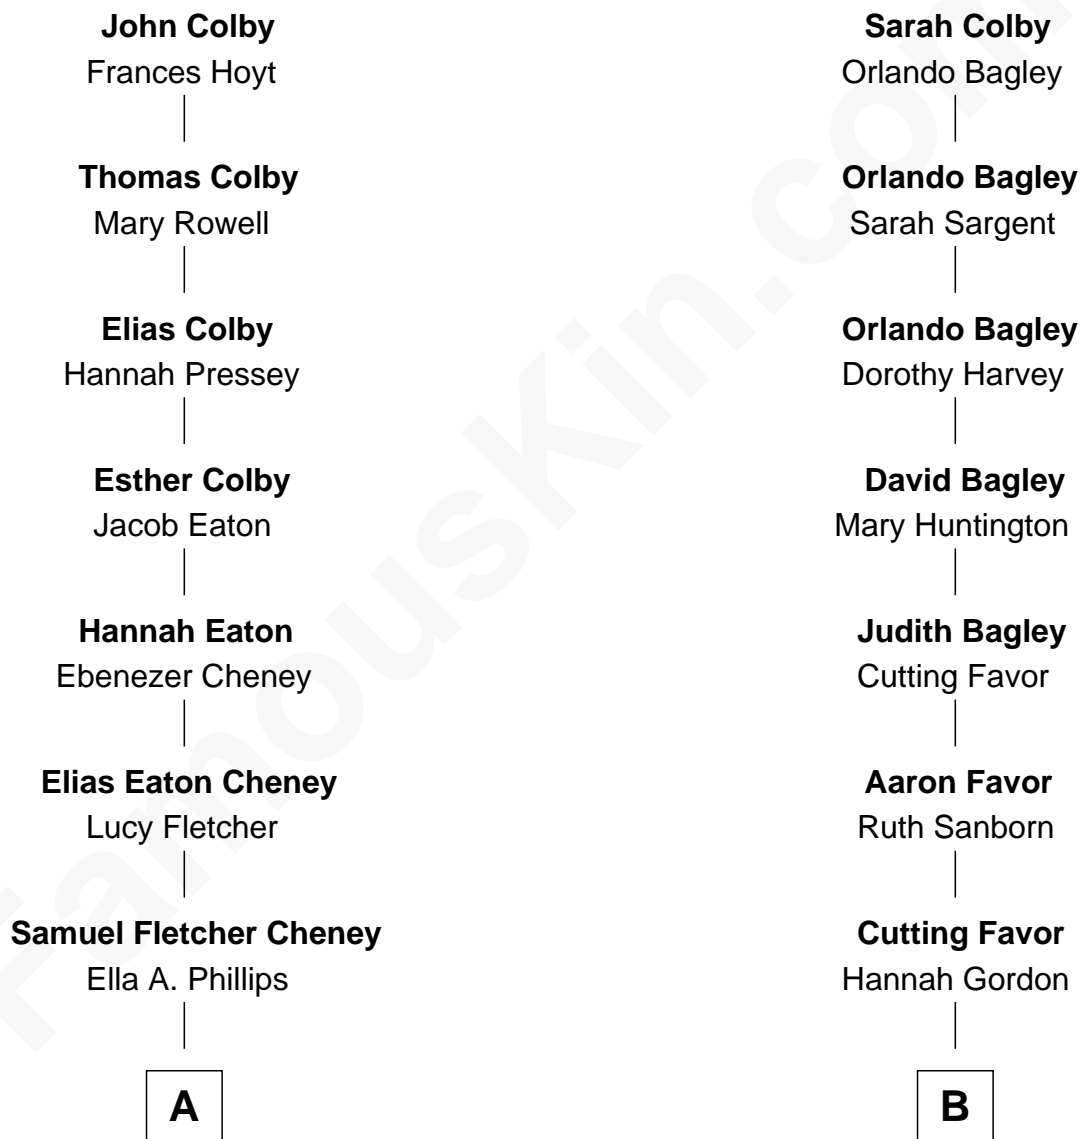 John Colby
Frances Hoyt
Thomas Colby
Mary Rowell
Elias Colby
Hannah Pressey
Esther Colby
Jacob Eaton
Hannah Eaton
Ebenezer Cheney
Elias Eaton Cheney
Lucy Fletcher
Samuel Fletcher Cheney
Ella A. Phillips
A
Sarah Colby
Orlando Bagley
Orlando Bagley
Sarah Sargent
Orlando Bagley
Dorothy Harvey
David Bagley
Mary Huntington
Judith Bagley
Cutting Favor
Aaron Favor
Ruth Sanborn
Cutting Favor
Hannah Gordon
B
FamousKin.com